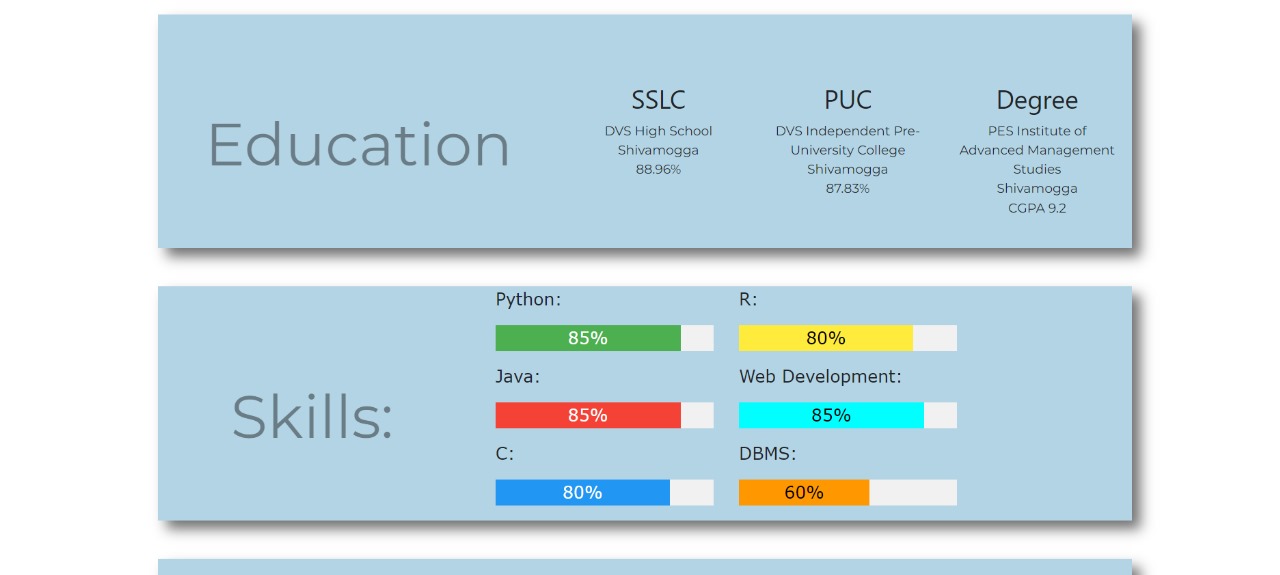 Education
SSLC
DVS High School
Shivamogga
88.96%
PUC
DVS Independent Pre-
University College
Shivamogga
87.83%
Degree
PES Institute of
Advanced Management
Studies
Shivamogga
CGPA 9.2
Skills:
Python:
85%
R:
80%
Java:
85%
Web Development:
85%
C:
80%
DBMS:
60%